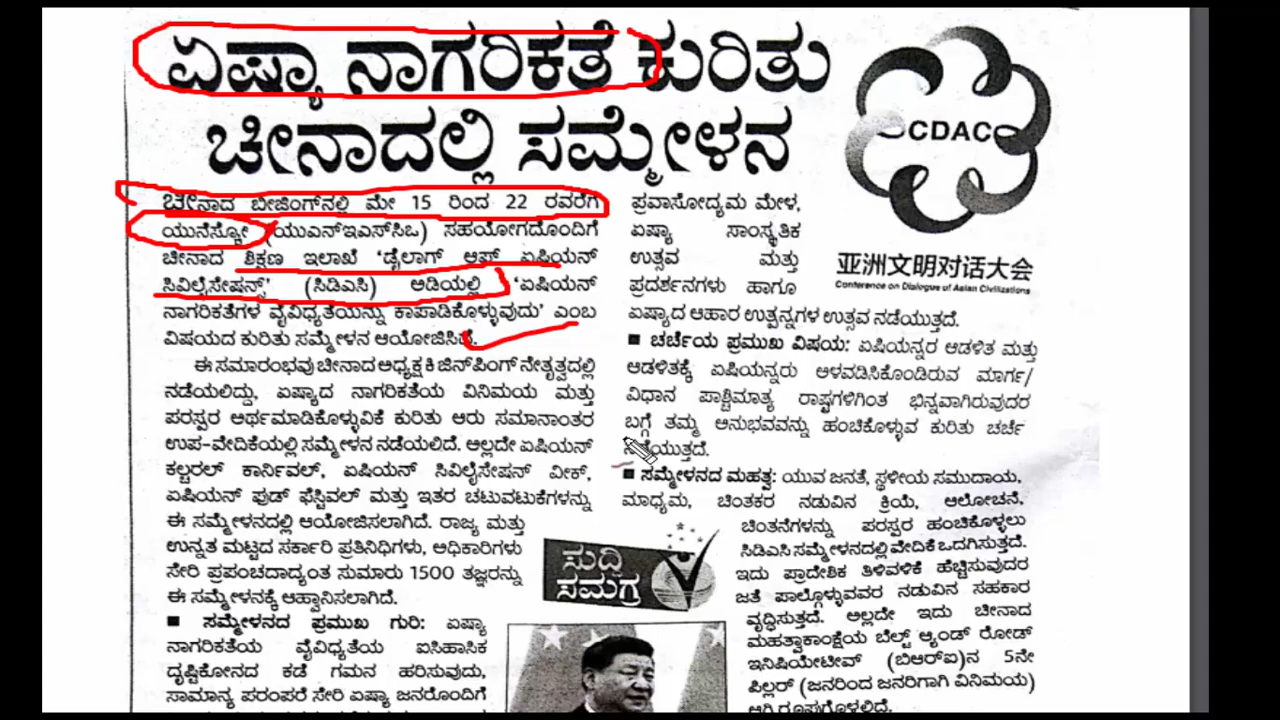 ಏಷ್ಯಾ ನಾಗರಿಕತೆ ಕುರಿತು
ಚೀನಾದಲ್ಲಿ ಸಮ್ಮೇಳನ
ಚೀನಾದ ಬೀಜಿಂಗ್‌ನಲ್ಲಿ ಮೇ 15 ರಿಂದ 22 ರವರೆಗೆ
ಯುನೆಸ್ಕೋ (ಯುಎನ್‌ಇಎಸ್‌ಸಿಒ) ಸಹಯೋಗದೊಂದಿಗೆ
ಚೀನಾದ ಶಿಕ್ಷಣ ಇಲಾಖೆ 'ಡೈಲಾಗ್ ಆಫ್ ಏಷಿಯನ್
ಸಿವಿಲೈಸೇಷನ್ಸ್' (ಸಿಡಿಎಸಿ) ಅಡಿಯಲ್ಲಿ 'ಏಷಿಯನ್
ನಾಗರಿಕತೆಗಳ ವೈವಿಧ್ಯತೆಯನ್ನು ಕಾಪಾಡಿಕೊಳ್ಳುವುದು' ಎಂಬ
ವಿಷಯದ ಕುರಿತು ಸಮ್ಮೇಳನ ಆಯೋಜಿಸಿದೆ.
ಈ ಸಮಾರಂಭವು ಚೀನಾದ ಅಧ್ಯಕ್ಷ ಕ್ಸಿ ಜಿನ್‌ಪಿಂಗ್ ನೇತೃತ್ವದಲ್ಲಿ
ನಡೆಯಲಿದ್ದು, ಏಷ್ಯಾದ ನಾಗರಿಕತೆಯ ವಿನಿಮಯ ಮತ್ತು
ಪರಸ್ಪರ ಅರ್ಥಮಾಡಿಕೊಳ್ಳುವಿಕೆ ಕುರಿತು ಆರು ಸಮಾನಾಂತರ
ಉಪ-ವೇದಿಕೆಯಲ್ಲಿ ಸಮ್ಮೇಳನ ನಡೆಯಲಿದೆ. ಅಲ್ಲದೇ ಏಷಿಯನ್
ಕಲ್ಚರಲ್ ಕಾರ್ನಿವಲ್, ಏಷಿಯನ್ ಸಿವಿಲೈಸೇಷನ್ ವೀಕ್,
ಏಷಿಯನ್ ಫುಡ್ ಫೆಸ್ಟಿವಲ್ ಮತ್ತು ಇತರ ಚಟುವಟಿಕೆಗಳನ್ನು
ಈ ಸಮ್ಮೇಳನದಲ್ಲಿ ಆಯೋಜಿಸಲಾಗಿದೆ. ರಾಜ್ಯ ಮತ್ತು
ಉನ್ನತ ಮಟ್ಟದ ಸರ್ಕಾರಿ ಪ್ರತಿನಿಧಿಗಳು, ಅಧಿಕಾರಿಗಳು
ಸೇರಿ ಪ್ರಪಂಚದಾದ್ಯಂತ ಸುಮಾರು 1500 ತಜ್ಞರನ್ನು
ಈ ಸಮ್ಮೇಳನಕ್ಕೆ ಆಹ್ವಾನಿಸಲಾಗಿದೆ.
■ ಸಮ್ಮೇಳನದ ಪ್ರಮುಖ ಗುರಿ: ಏಷ್ಯಾ
ನಾಗರಿಕತೆಯ ವೈವಿಧ್ಯತೆಯ ಐತಿಹಾಸಿಕ
ದೃಷ್ಟಿಕೋನದ ಕಡೆ ಗಮನ ಹರಿಸುವುದು,
ಸಾಮಾನ್ಯ ಪರಂಪರೆ ಸೇರಿ ಏಷ್ಯಾ ಜನರೊಂದಿಗೆ
ಸುದ್ದಿ
ಸಮಗ್ರ
ಪ್ರವಾಸೋದ್ಯಮ ಮೇಳ,
ಏಷ್ಯಾ ಸಾಂಸ್ಕೃತಿಕ
ಉತ್ಸವ ಮತ್ತು
ಪ್ರದರ್ಶನಗಳು ಹಾಗೂ
ಏಷ್ಯಾದ ಆಹಾರ ಉತ್ಪನ್ನಗಳ ಉತ್ಸವ ನಡೆಯುತ್ತದೆ.
■ ಚರ್ಚೆಯ ಪ್ರಮುಖ ವಿಷಯ: ಏಷಿಯನ್ನರ ಆಡಳಿತ ಮತ್ತು
ಆಡಳಿತಕ್ಕೆ ಏಷಿಯನ್ನರು ಅಳವಡಿಸಿಕೊಂಡಿರುವ ಮಾರ್ಗ/
ವಿಧಾನ ಪಾಶ್ಚಿಮಾತ್ಯ ರಾಷ್ಟ್ರಗಳಿಗಿಂತ ಭಿನ್ನವಾಗಿರುವುದರ
ಬಗ್ಗೆ ತಮ್ಮ ಅನುಭವವನ್ನು ಹಂಚಿಕೊಳ್ಳುವ ಕುರಿತು ಚರ್ಚೆ
ನಡೆಯುತ್ತದೆ.
■ ಸಮ್ಮೇಳನದ ಮಹತ್ವ: ಯುವ ಜನತೆ, ಸ್ಥಳೀಯ ಸಮುದಾಯ,
ಮಾಧ್ಯಮ, ಚಿಂತಕರ ನಡುವಿನ ಕ್ರಿಯೆ, ಆಲೋಚನೆ,
ಚಿಂತನೆಗಳನ್ನು ಪರಸ್ಪರ ಹಂಚಿಕೊಳ್ಳಲು
ಸಿಡಿಎಸಿ ಸಮ್ಮೇಳನದಲ್ಲಿ ವೇದಿಕೆ ಒದಗಿಸುತ್ತದೆ.
ಇದು ಪ್ರಾದೇಶಿಕ ತಿಳಿವಳಿಕೆ ಹೆಚ್ಚಿಸುವುದರ
ಜತೆ ಪಾಲ್ಗೊಳ್ಳುವವರ ನಡುವಿನ ಸಹಕಾರ
ವೃದ್ಧಿಸುತ್ತದೆ. ಅಲ್ಲದೇ ಇದು ಚೀನಾದ
ಮಹತ್ವಾಕಾಂಕ್ಷೆಯ ಬೆಲ್ಟ್ ಆ್ಯಂಡ್ ರೋಡ್
ಇನಿಷಿಯೇಟೀವ್ (ಬಿಆರ್‌ಐ)ನ 5ನೇ
ಪಿಲ್ಲರ್ (ಜನರಿಂದ ಜನರಿಗಾಗಿ ವಿನಿಮಯ)
ಆಗಿ ರೂಪುಗೊಳ್ಳಲಿದೆ.
CDAC
亚洲文明对话大会
Conference on Dialogue of Asian Civilizations